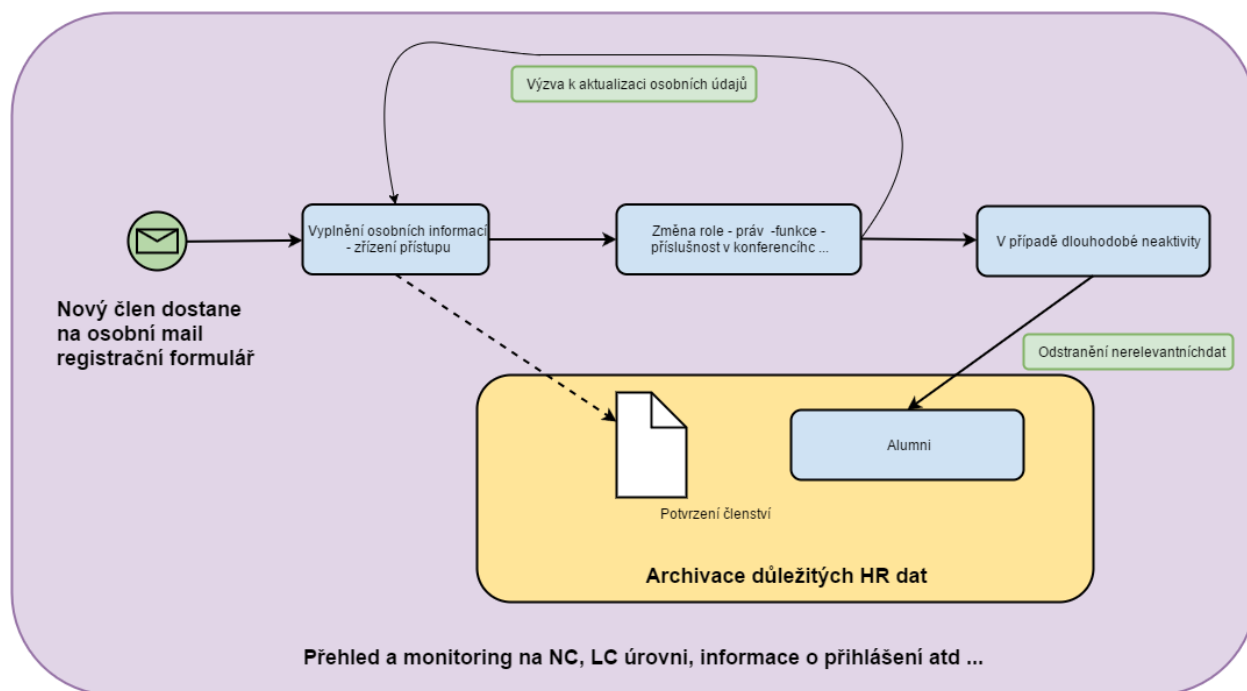 Výzva k aktualizaci osobních údajů
Vyplnění osobních informací
- zřízení přístupu
Změna role - práv -funkce -
příslušnost v konferencíhc ...
V případě dlouhodobé neaktivity
Nový člen dostane
na osobní mail
registrační formulář
Odstranění nerelevantníchdat
Alumni
Potvrzení členství
Archivace důležitých HR dat
Přehled a monitoring na NC, LC úrovni, informace o přihlášení atd ...